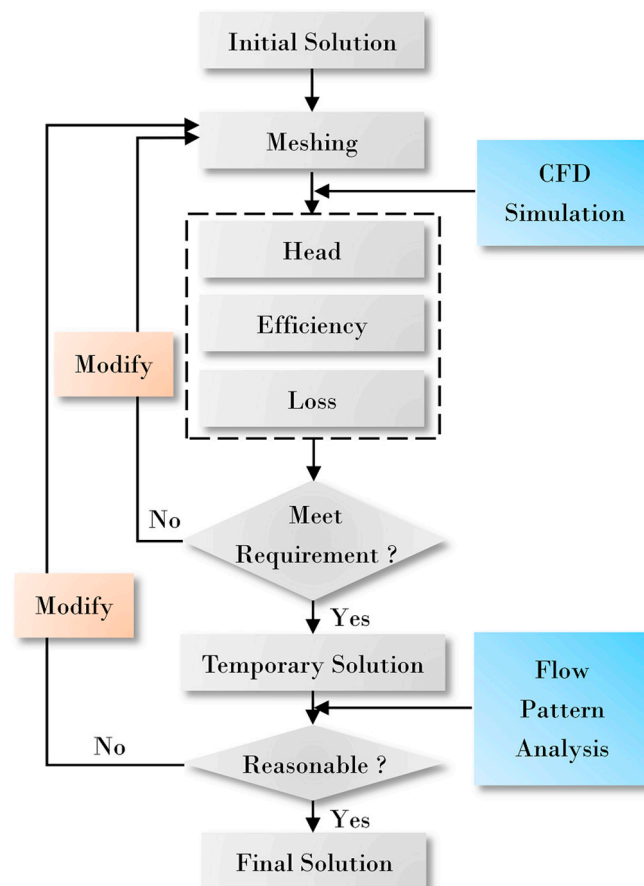 Initial Solution
Meshing
CFD
Simulation
Head
Efficiency
Modify
Loss
No
Meet
Requirement ?
Modify
Yes
Temporary Solution
Flow
Pattern
Analysis
No
Reasonable ?
Yes
Final Solution